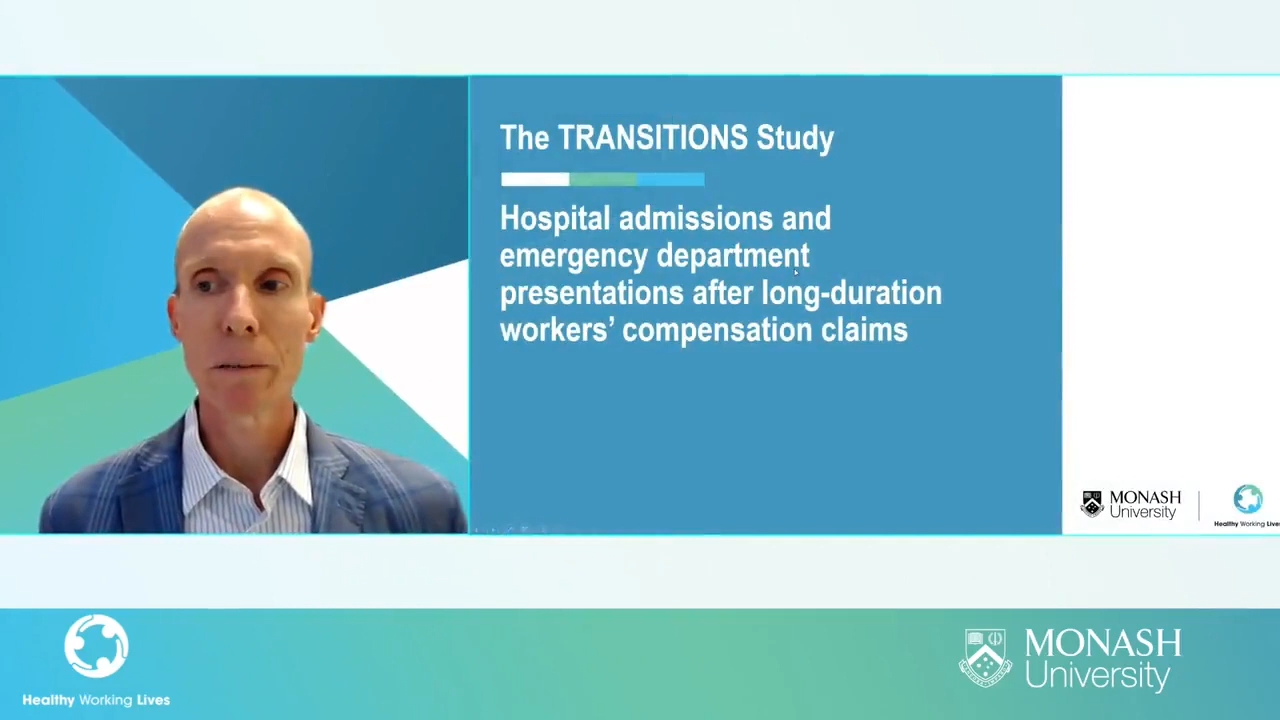 The TRANSITIONS Study
Hospital admissions and
emergency department
presentations after long-duration
workers’ compensation claims
MONASH
University
Healthy Working Lives
Healthy Working Lives
MONASH
University